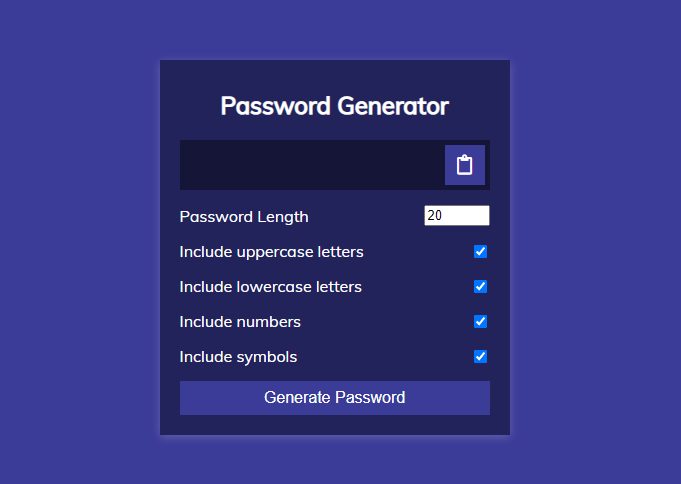 Password Generator
Password Length 20
Include uppercase letters
Include lowercase letters
Include numbers
Include symbols
Generate Password